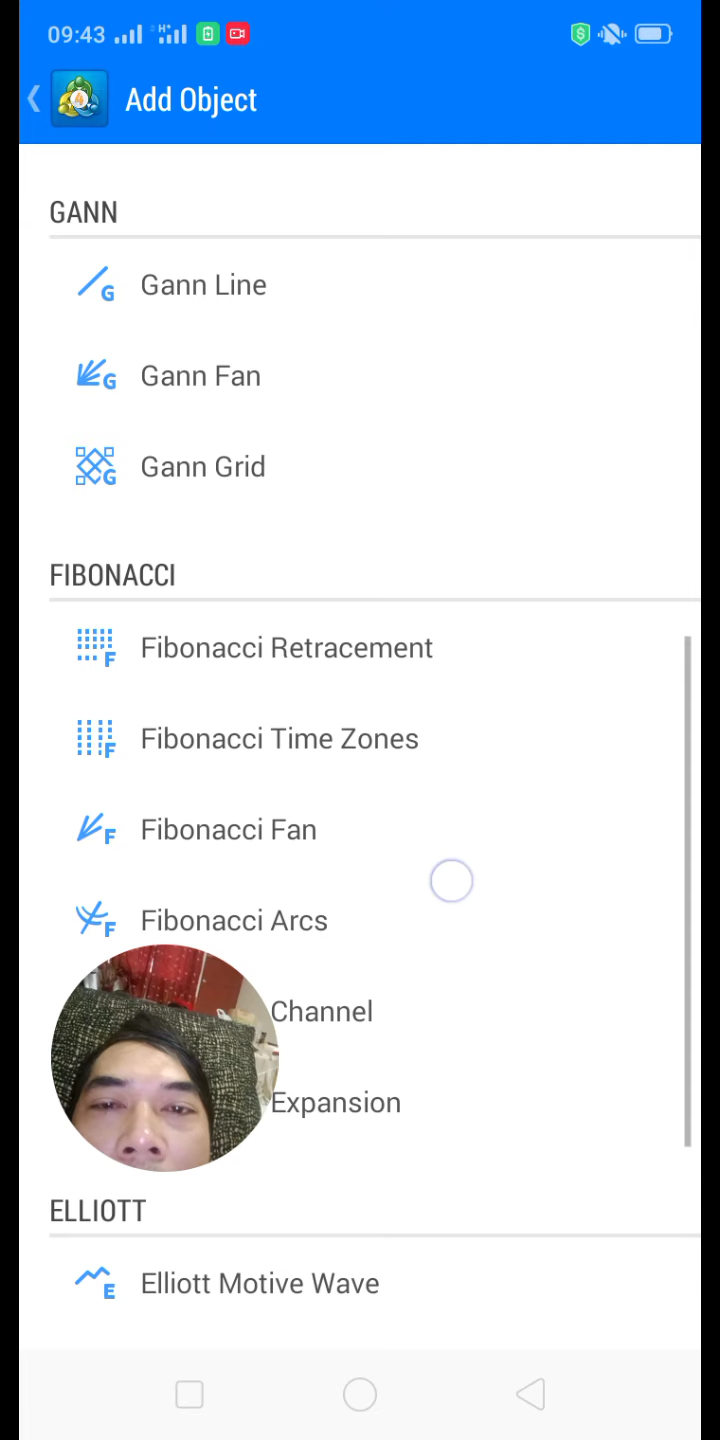 09:43
Add Object
GANN
Gann Line
Gann Fan
Gann Grid
FIBONACCI
Fibonacci Retracement
Fibonacci Time Zones
Fibonacci Fan
Fibonacci Arcs
Channel
Expansion
ELLIOTT
Elliott Motive Wave